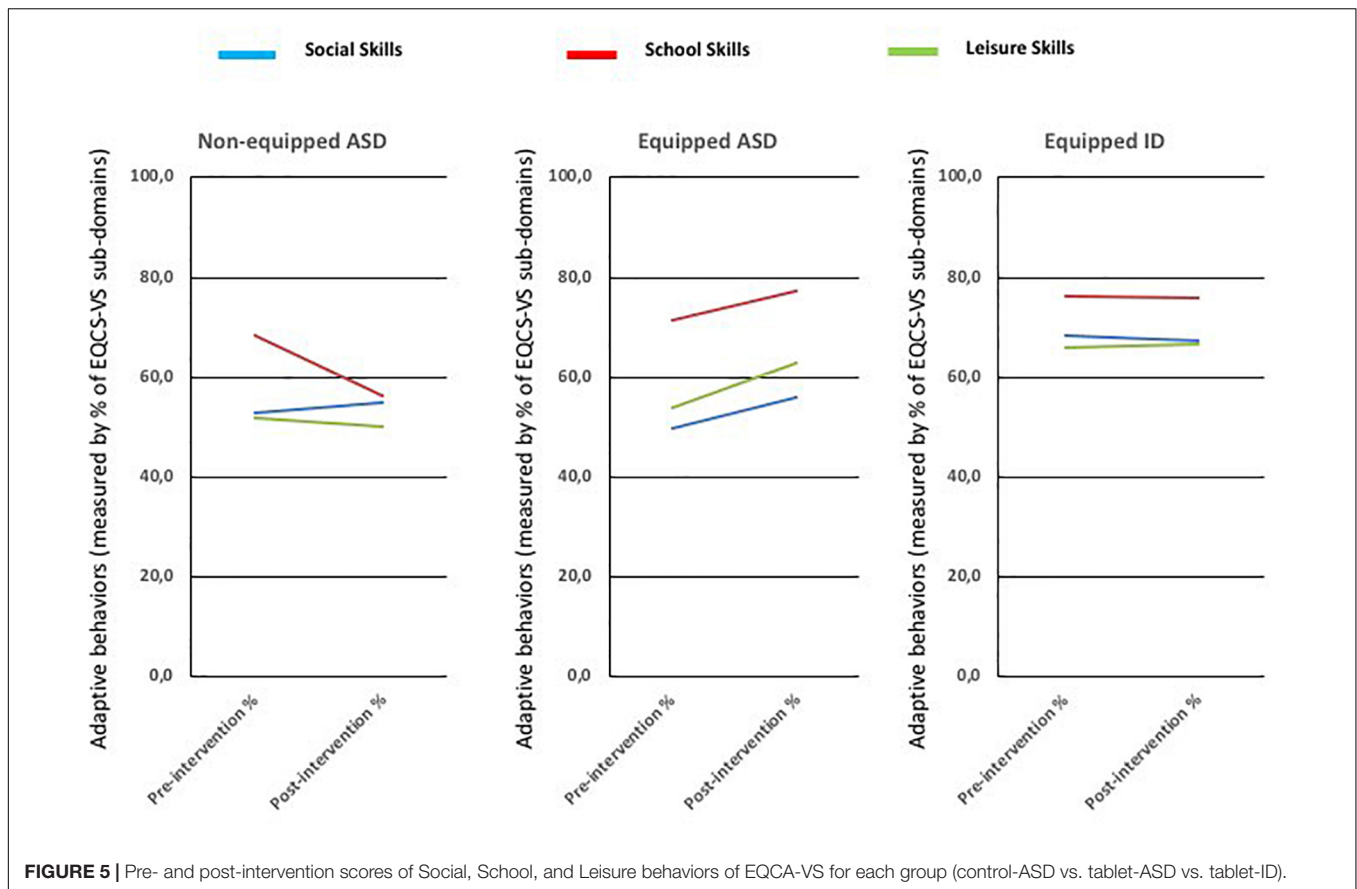 Social Skills
School Skills
Leisure Skills
Non-equipped ASD
Adaptive behaviors (measured by % of EQCS-VS sub-domains)
100,0
80,0
60,0
40,0
20,0
0,0
Pre-intervention %
Post-intervention %
Equipped ASD
Adaptive behaviors (measured by % of EQCS-VS sub-domains)
100,0
80,0
60,0
40,0
20,0
0,0
Pre-intervention %
Post-intervention %
Equipped ID
Adaptive behaviors (measured by % of EQCS-VS sub-domains)
100,0
80,0
60,0
40,0
20,0
0,0
Pre-intervention %
Post-intervention %
FIGURE 5 | Pre- and post-intervention scores of Social, School, and Leisure behaviors of EQCA-VS for each group (control-ASD vs. tablet-ASD vs. tablet-ID).